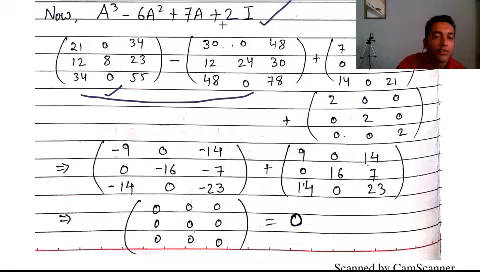 Now, A³ - 6A² + 7A + 2 I ✓
(21 0 34
12 8 23
34 0 55) - (30 0 48
12 24 30
48 0 78) + (7
0
14 0 21
+ (2 0 0
0 2 0
0 0 2)
⇒ (-9 0 -14
0 -16 -7
-14 0 -23) + (9 0 14
0 16 7
14 0 23)
⇒ (0 0 0
0 0 0
0 0 0) = 0
Scanned by CamScanner